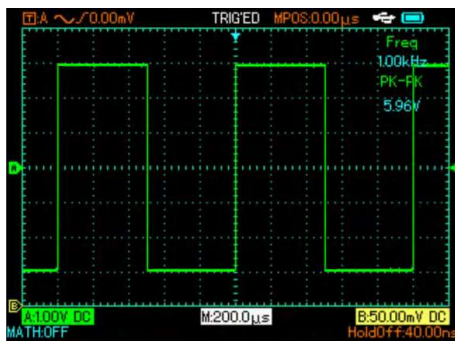 T:A 0.00mV TRIG'ED MPOS:0.00μs
Freq
1.00kHz
PK-PK
5.96V
A
B
A:1.00V DC M:200.0μs B:50.00mV DC
MATH:OFF HoldOff:40.00ns